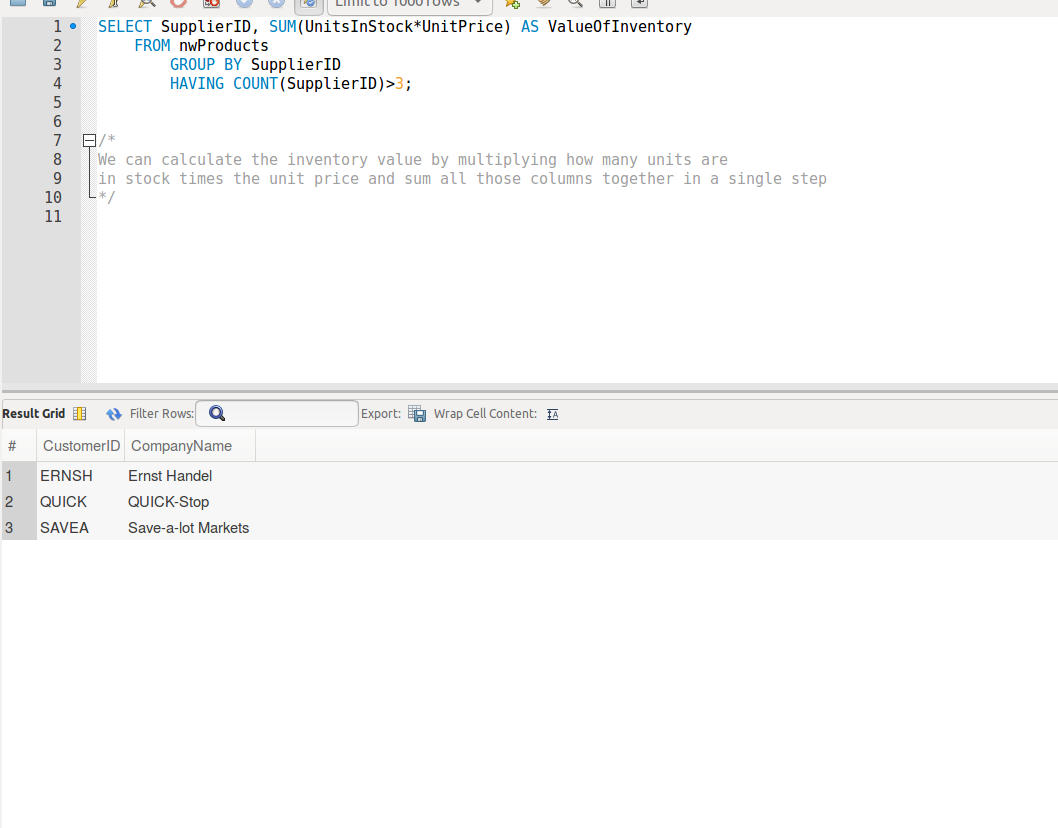 Limit to 1000 rows
1 SELECT SupplierID, SUM(UnitsInStock*UnitPrice) AS ValueOfInventory
2 FROM nwProducts
3 GROUP BY SupplierID
4 HAVING COUNT(SupplierID)>3;
5
6
7 /*
8 We can calculate the inventory value by multiplying how many units are
9 in stock times the unit price and sum all those columns together in a single step
10 */
11
Result Grid Filter Rows: Export: Wrap Cell Content:
# CustomerID CompanyName
1 ERNSH Ernst Handel
2 QUICK QUICK-Stop
3 SAVEA Save-a-lot Markets